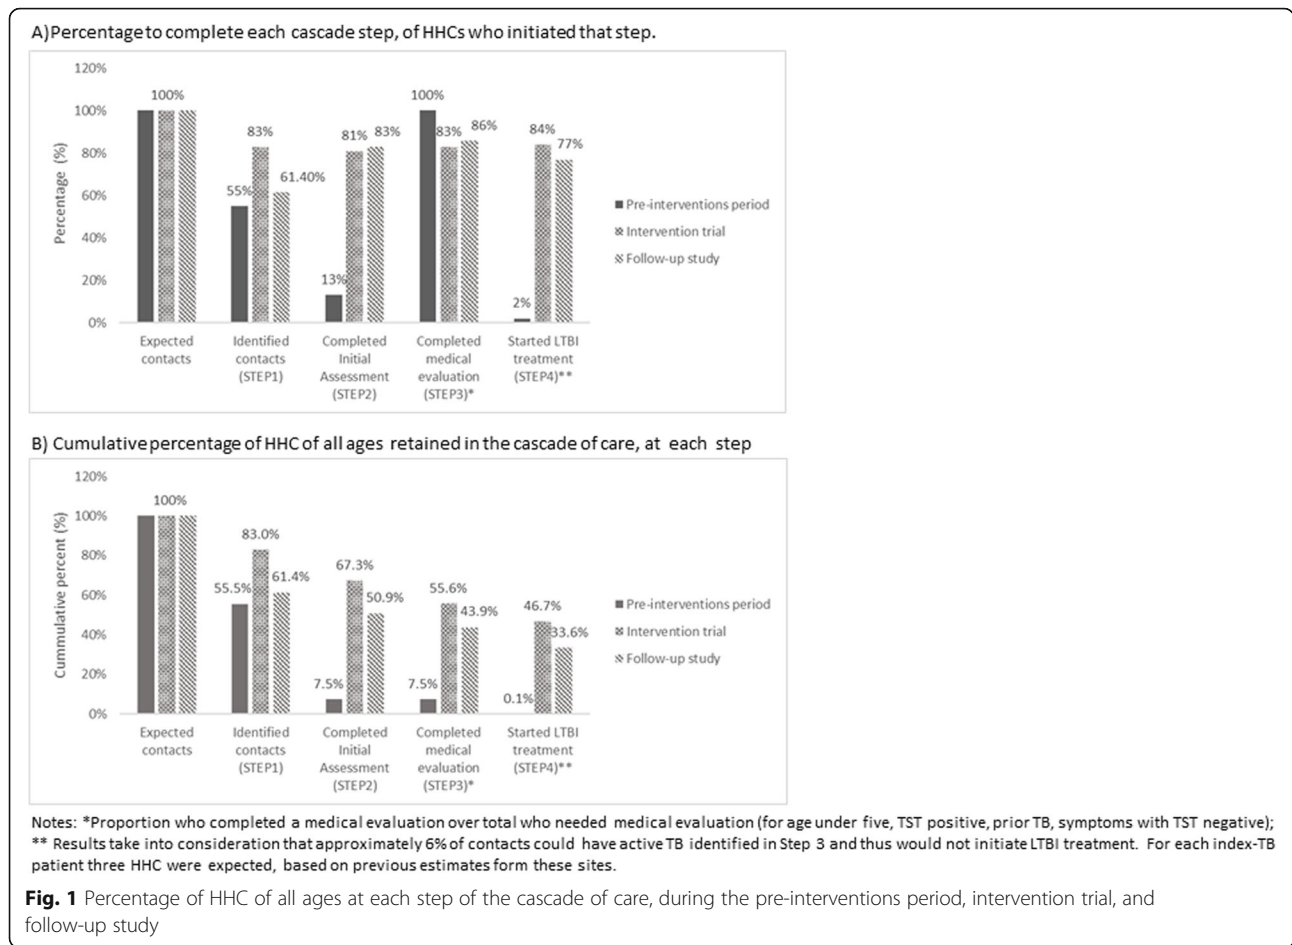 A)Percentage to complete each cascade step, of HHCs who initiated that step.
120%
100%
80%
60%
40%
20%
0%
Percentage (%)
100%
55%
83%
61.40%
13%
81%
83%
100%
83%
86%
2%
84%
77%
Expected
contacts
Identified
contacts
(STEP1)
Completed
Initial
Assessment
(STEP2)
Completed
medical
evaluation
(STEP3)*
Started LTBI
treatment
(STEP4)**
Pre-interventions period
Intervention trial
Follow-up study
B) Cumulative percentage of HHC of all ages retained in the cascade of care, at each step
120%
100%
80%
60%
40%
20%
0%
Cummulative percent (%)
100%
55.5%
83.0%
61.4%
7.5%
67.3%
50.9%
7.5%
55.6%
43.9%
0.1%
46.7%
33.6%
Expected
contacts
Identified
contacts
(STEP1)
Completed
Initial
Assessment
(STEP2)
Completed
medical
evaluation
(STEP3)*
Started LTBI
treatment
(STEP4)**
Pre-interventions period
Intervention trial
Follow-up study
Notes: *Proportion who completed a medical evaluation over total who needed medical evaluation (for age under five, TST positive, prior TB, symptoms with TST negative);
** Results take into consideration that approximately 6% of contacts could have active TB identified in Step 3 and thus would not initiate LTBI treatment. For each index-TB
patient three HHC were expected, based on previous estimates form these sites.
Fig. 1 Percentage of HHC of all ages at each step of the cascade of care, during the pre-interventions period, intervention trial, and
follow-up study